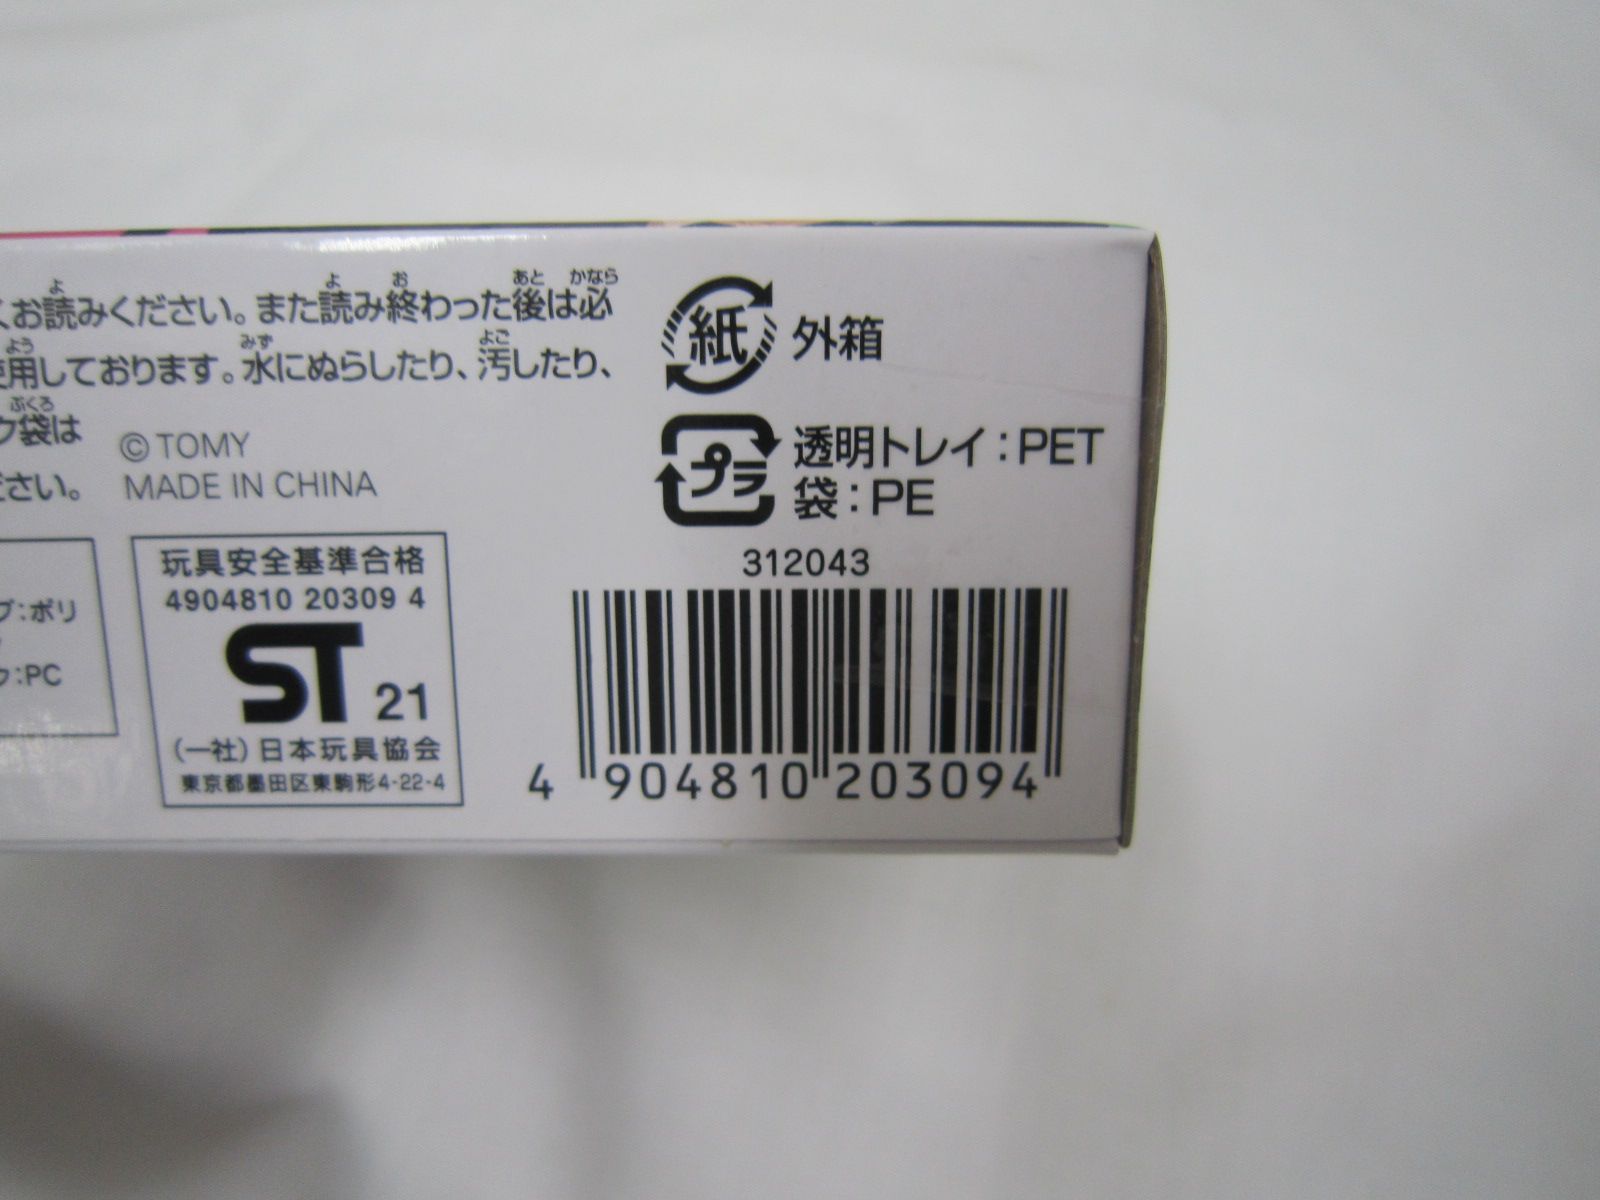 くお読みください。また読み終わった後は必
使用しております。水にぬらしたり、汚したり、
ク袋は
ださい。
© TOMY
MADE IN CHINA
紙 外箱
プラ 透明トレイ:PET
袋:PE
プ:ポリ
ク:PC
玩具安全基準合格
4904810 20309 4
ST 21
(一社)日本玩具協会
東京都墨田区東駒形4-22-4
312043
4 904810 203094